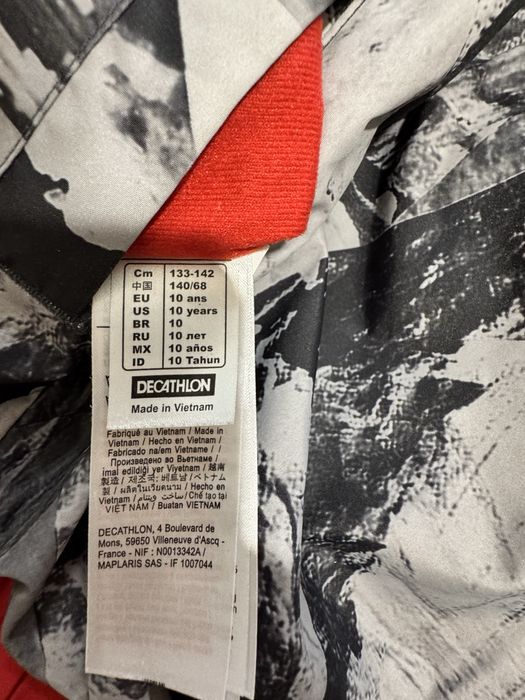 Cm 133-142
中国 140/68
EU 10 ans
US 10 years
BR 10
RU 10 лет
MX 10 años
ID 10 Tahun
DECATHLON
Made in Vietnam
Fabriqué au Vietnam / Made in
Vietnam / Hecho en Vietnam /
Fabricado na/em Vietname /
Произведено во Вьетнаме /
imal edildiği yer Viyetnam / 越南
製造 / 제조국: 베트남 / ベトナム
製 / ผลิตในเวียดนาม / Hecho en
Vietnam / ساخت ویتنام / Chế tạo tại
VIỆT NAM / Buatan VIETNAM
DECATHLON, 4 Boulevard de
Mons, 59650 Villeneuve d'Ascq -
France - NIF : N0013342A /
MAPLARIS SAS - IF 1007044